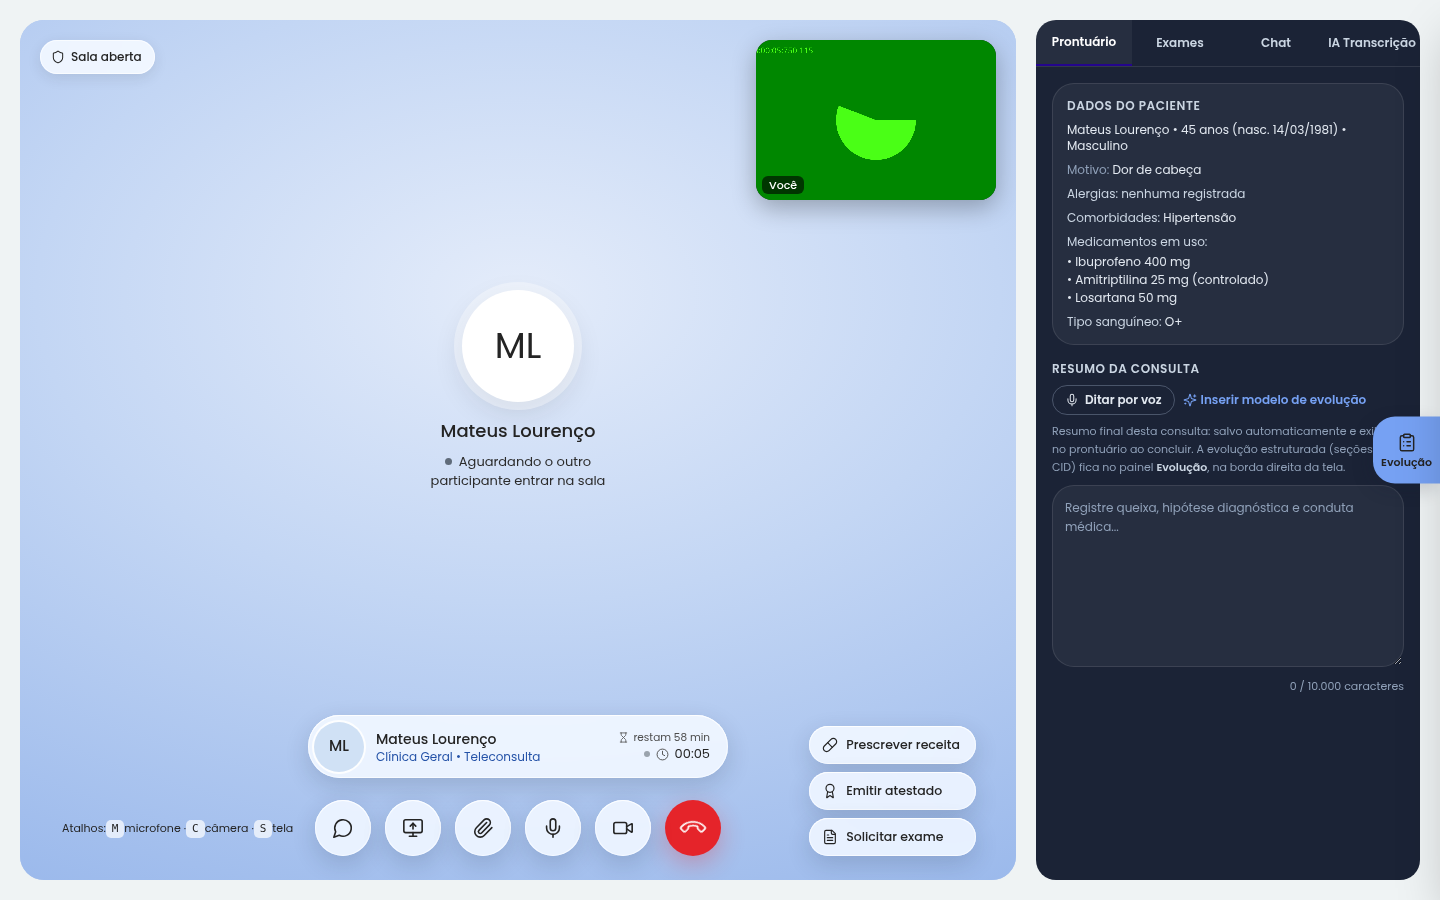 Sala aberta
Você
ML
Mateus Lourenço
Aguardando o outro
participante entrar na sala
ML
Mateus Lourenço
Clínica Geral • Teleconsulta
restam 58 min
00:05
Alergias: M microfone · C câmera · S tela
Prescrever receita
Emitir atestado
Solicitar exame
Prontuário
Exames
Chat
IA Transcrição
DADOS DO PACIENTE
Mateus Lourenço • 45 anos (nasc. 14/03/1981) •
Masculino
Motivo: Dor de cabeça
Alergias: nenhuma registrada
Comorbidades: Hipertensão
Medicamentos em uso:
• Ibuprofeno 400 mg
• Amitriptilina 25 mg (controlado)
• Losartana 50 mg
Tipo sanguíneo: O+
RESUMO DA CONSULTA
Ditar por voz
Inserir modelo de evolução
Resumo final desta consulta: salvo automaticamente e
no prontuário ao concluir. A evolução estruturada (seções
CID) fica no painel Evolução, na borda direita da tela.
Evolução
Registre queixa, hipótese diagnóstica e conduta
médica…
0 / 10.000 caracteres